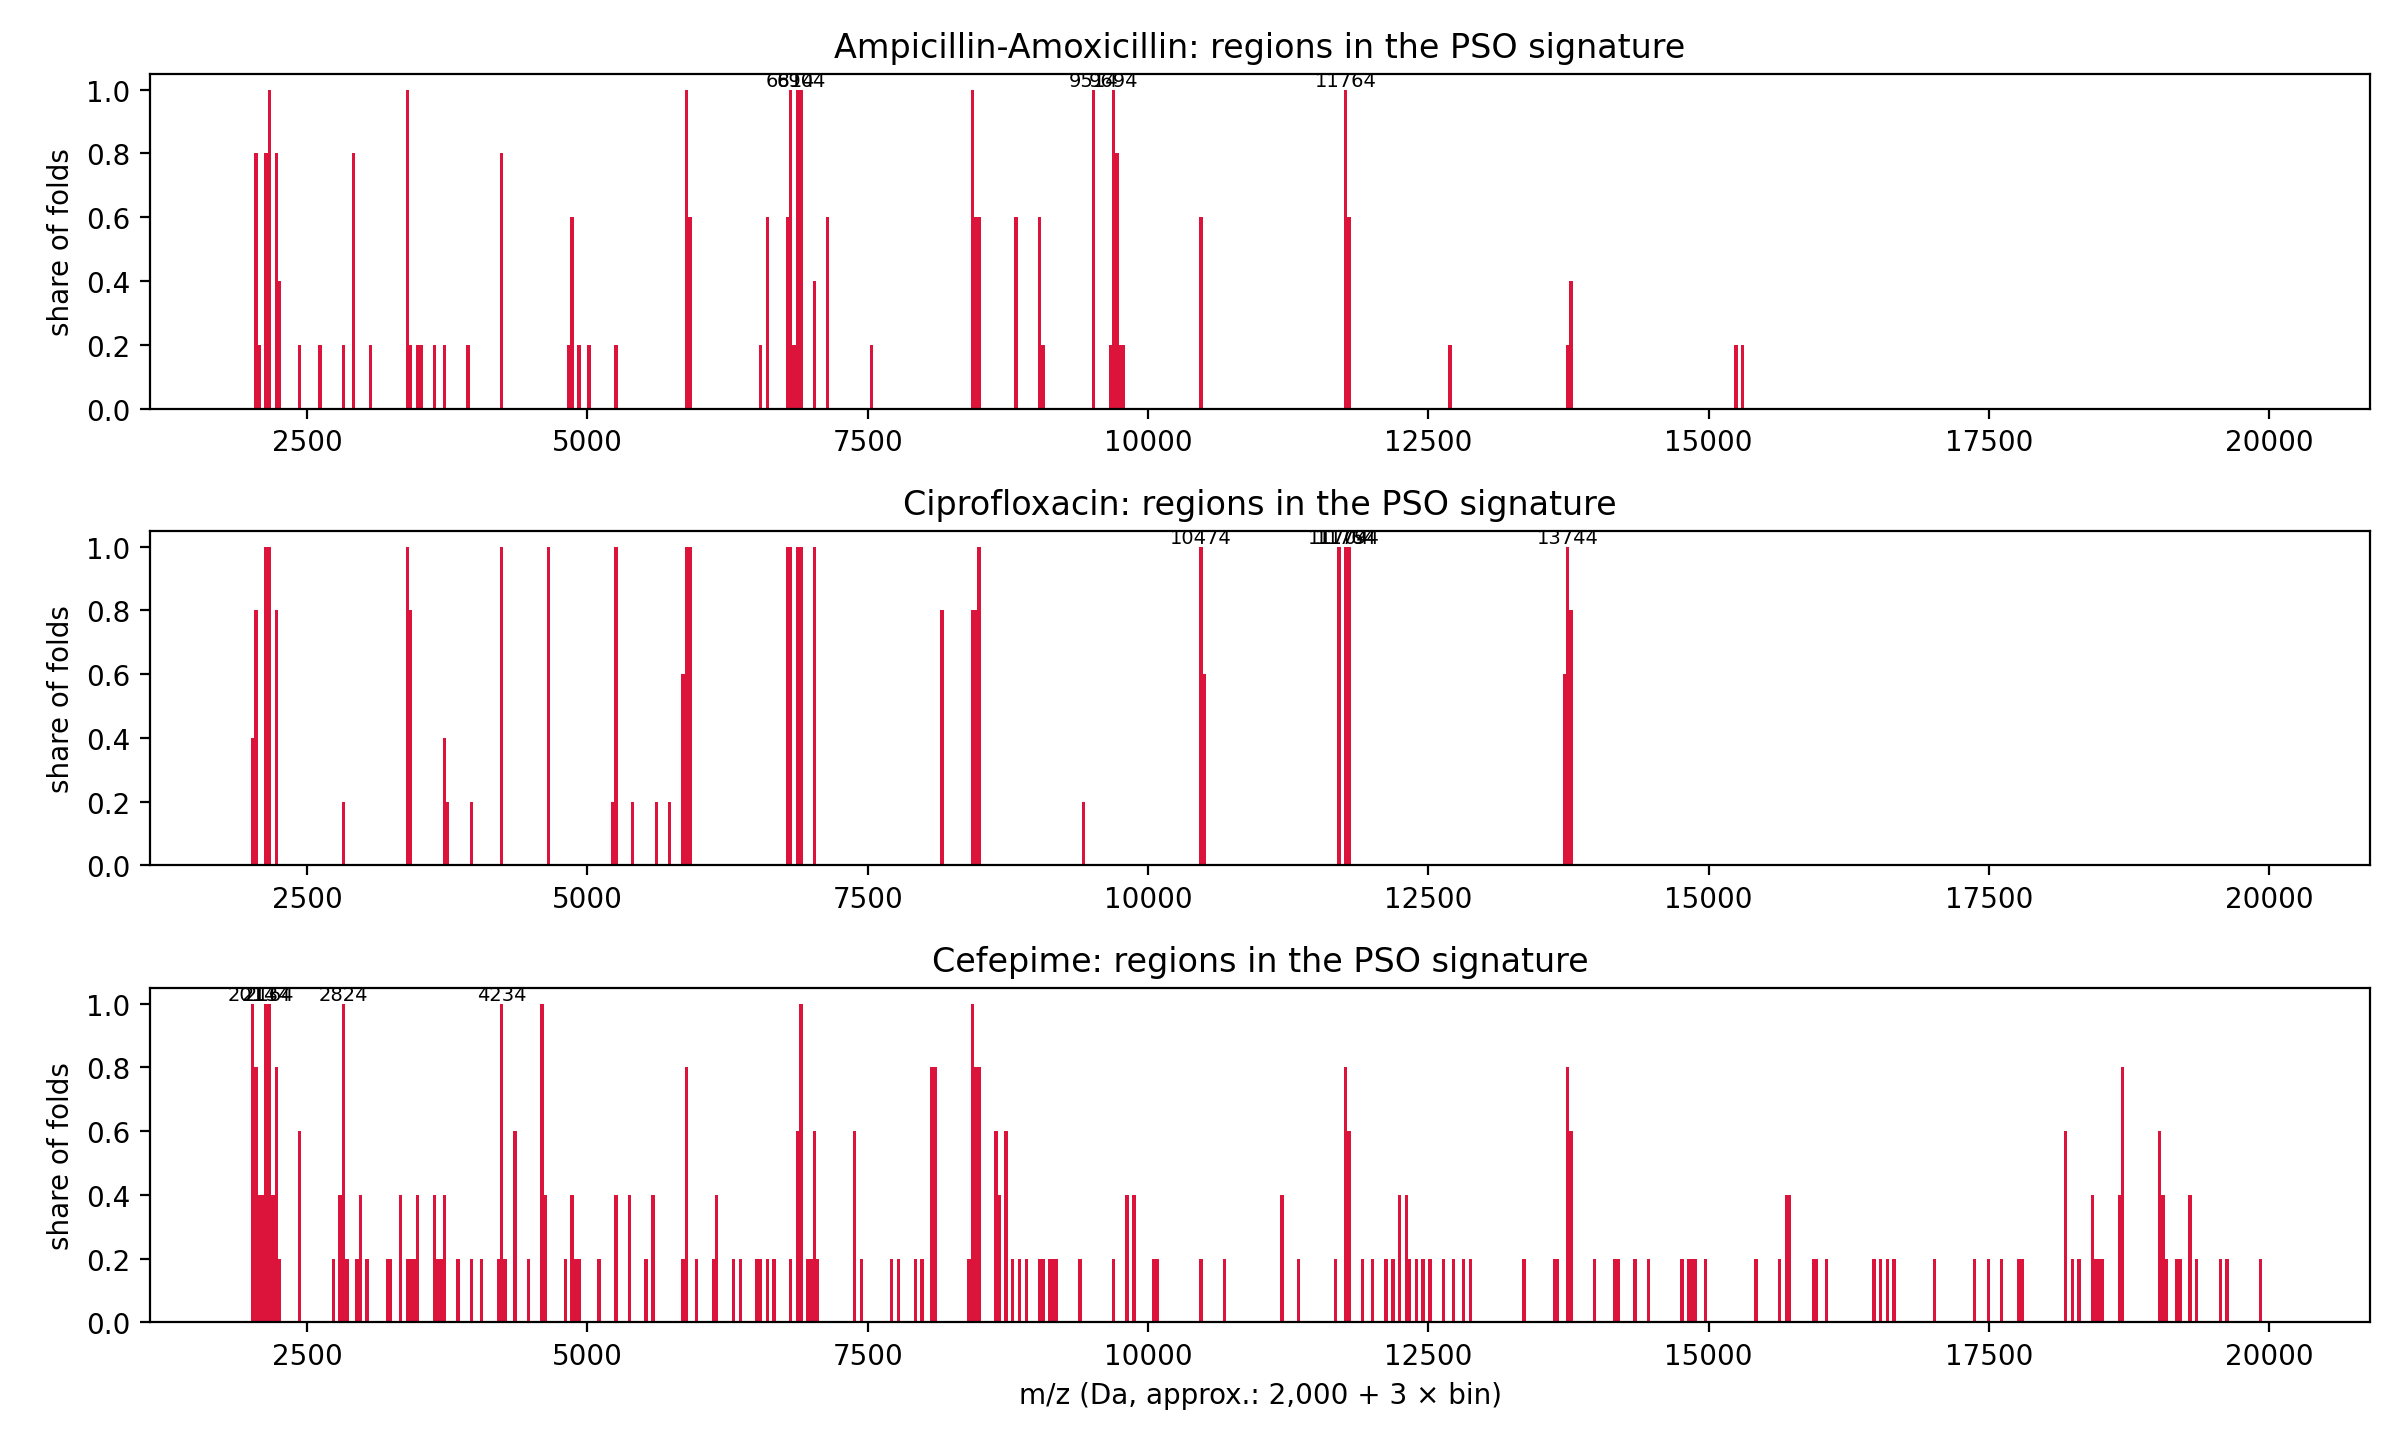 Ampicillin-Amoxicillin: regions in the PSO signature
11764
share of folds
1.0
0.8
0.6
0.4
0.2
0.0
2500 5000 7500 10000 12500 15000 17500 20000
Ciprofloxacin: regions in the PSO signature
10474 13744
share of folds
1.0
0.8
0.6
0.4
0.2
0.0
2500 5000 7500 10000 12500 15000 17500 20000
Cefepime: regions in the PSO signature
2824 4234
share of folds
1.0
0.8
0.6
0.4
0.2
0.0
2500 5000 7500 10000 12500 15000 17500 20000
m/z (Da, approx.: 2,000 + 3 × bin)